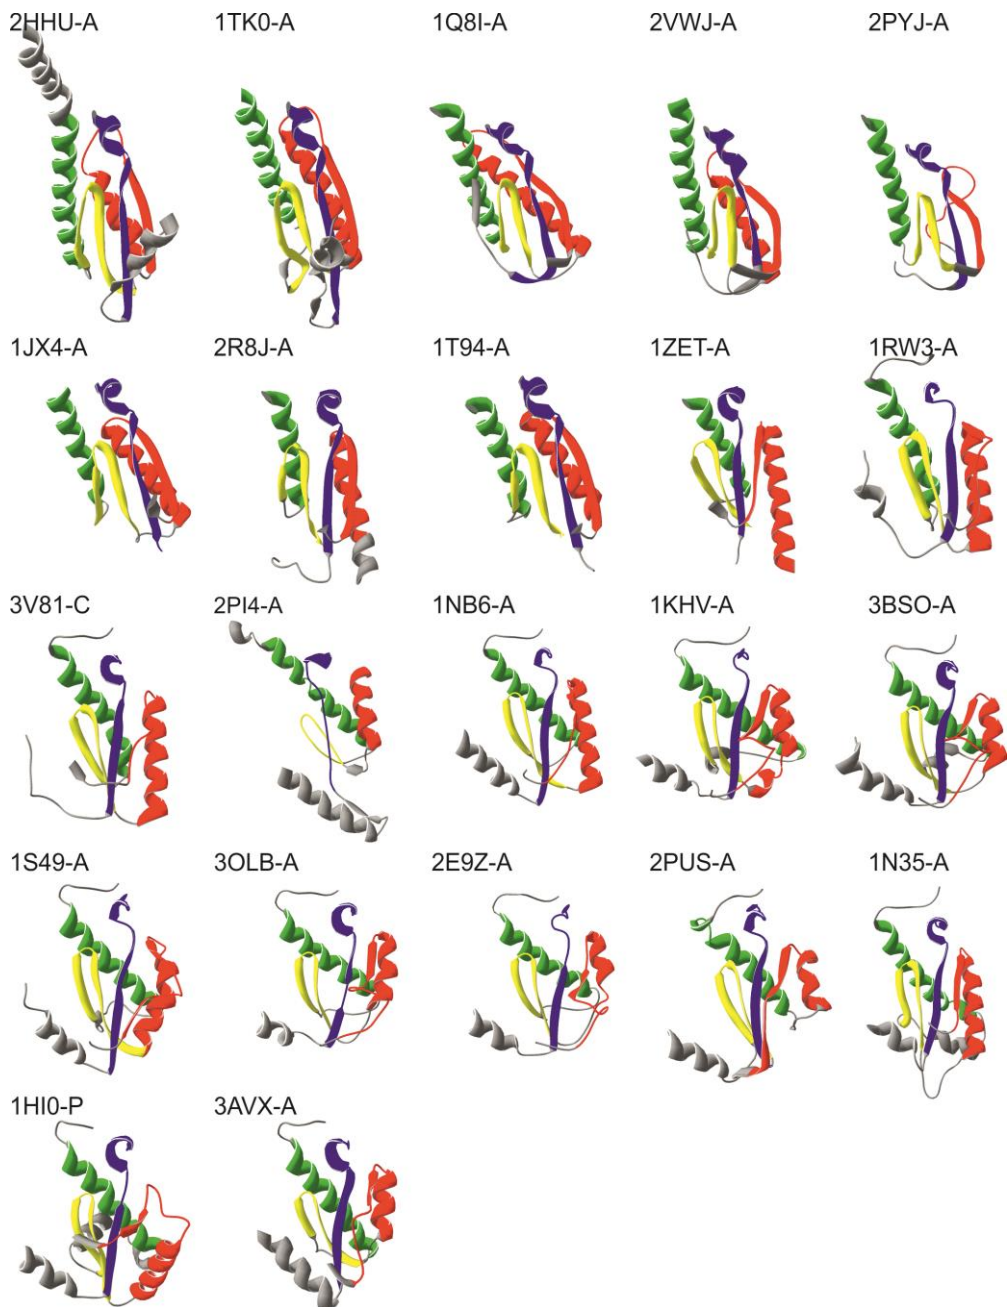 2HHU-A 1TK0-A 1Q8I-A 2VWJ-A 2PYJ-A
1JX4-A 2R8J-A 1T94-A 1ZET-A 1RW3-A
3V81-C 2PI4-A 1NB6-A 1KHV-A 3BSO-A
1S49-A 3OLB-A 2E9Z-A 2PUS-A 1N35-A
1HI0-P 3AVX-A